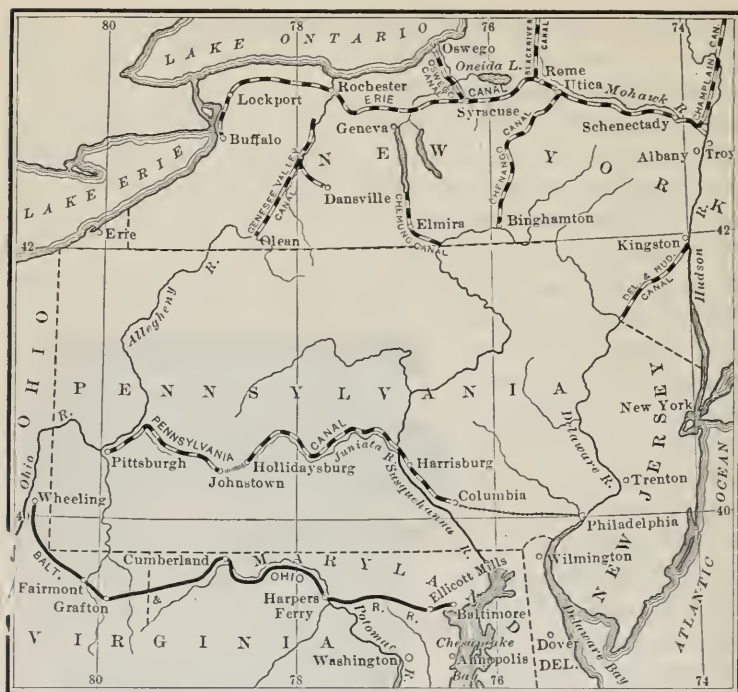 80
78
76
74
LAKE ONTARIO
Oswego
Oneida L.
OSWEGO CANAL
BLACK RIVER CANAL
CHAMPLAIN CAN.
Rome
Utica
Mohawk R.
Rochester
Lockport
ERIE CANAL
Syracuse
Schenectady
Geneva
Buffalo
Albany
Troy
NEW YORK
LAKE ERIE
GENESEE VALLEY CANAL
Dansville
CHENANGO CANAL
Elmira
Binghamton
CHEMUNG CANAL
Erie
Olean
42
42
Kingston
Hudson R.
DEL. & HUD. CANAL
Allegheny R.
OHIO
PENNSYLVANIA
New York
NEW JERSEY
Ohio R.
PENNSYLVANIA CANAL
Pittsburgh
Johnstown
Hollidaysburg
Juniata R.
Harrisburg
Susquehanna R.
Columbia
Delaware R.
Trenton
Wheeling
40
Philadelphia
ATLANTIC OCEAN
Cumberland
MARYLAND
Wilmington
BALT. & OHIO R. R.
Ellicott Mills
Fairmont
Grafton
Harpers Ferry
Baltimore
VIRGINIA
Potomac R.
Washington
Chesapeake Bay
Annapolis
Dover
DEL.
Delaware Bay
80
78
76
74